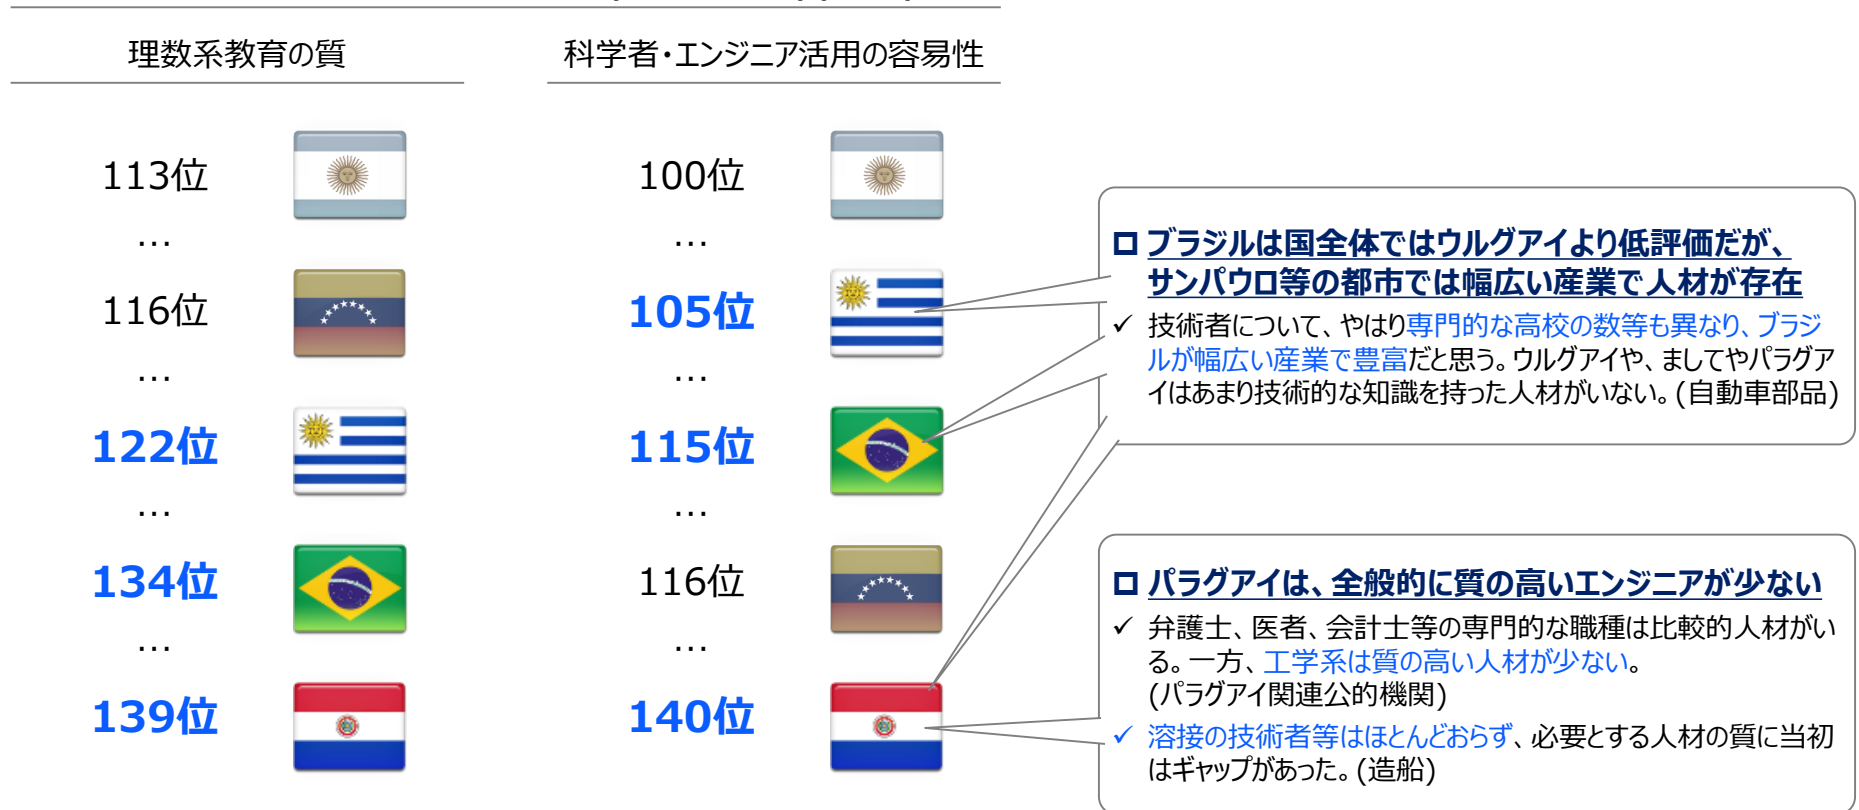 理数系教育の質
科学者・エンジニア活用の容易性
113位
…
116位
…
122位
…
134位
…
139位
100位
…
105位
…
115位
…
116位
…
140位
ブラジルは国全体ではウルグアイより低評価だが、
サンパウロ等の都市では幅広い産業で人材が存在
✓ 技術者について、やはり専門的な高校の数等も異なり、ブラジ
ルが幅広い産業で豊富だと思う。ウルグアイや、ましてやパラグア
イはあまり技術的な知識を持った人材がいない。(自動車部品)
パラグアイは、全般的に質の高いエンジニアが少ない
✓ 弁護士、医者、会計士等の専門的な職種は比較的人材がい
る。一方、工学系は質の高い人材が少ない。
(パラグアイ関連公的機関)
✓ 溶接の技術者等はほとんどおらず、必要とする人材の質に当初
はギャップがあった。(造船)